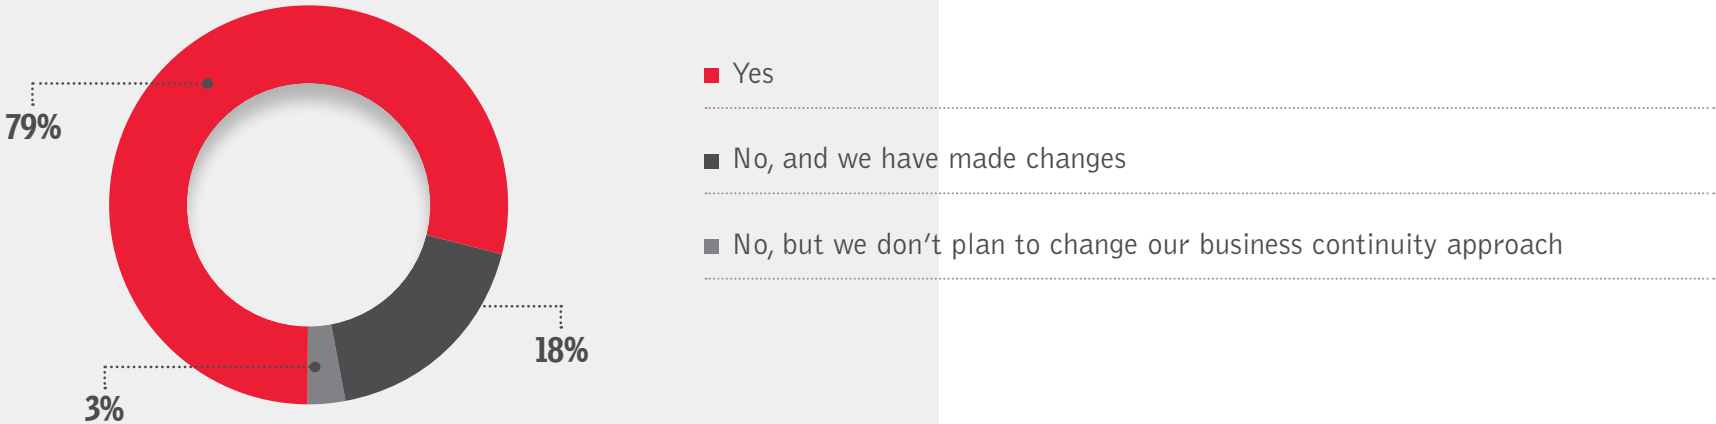 79%
18%
3%
Yes
No, and we have made changes
No, but we don’t plan to change our business continuity approach